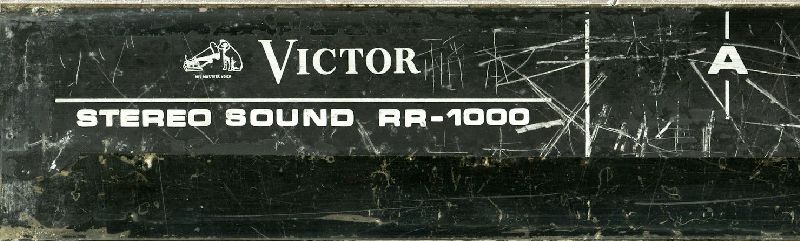 VICTOR
A
STEREO SOUND RR-1000